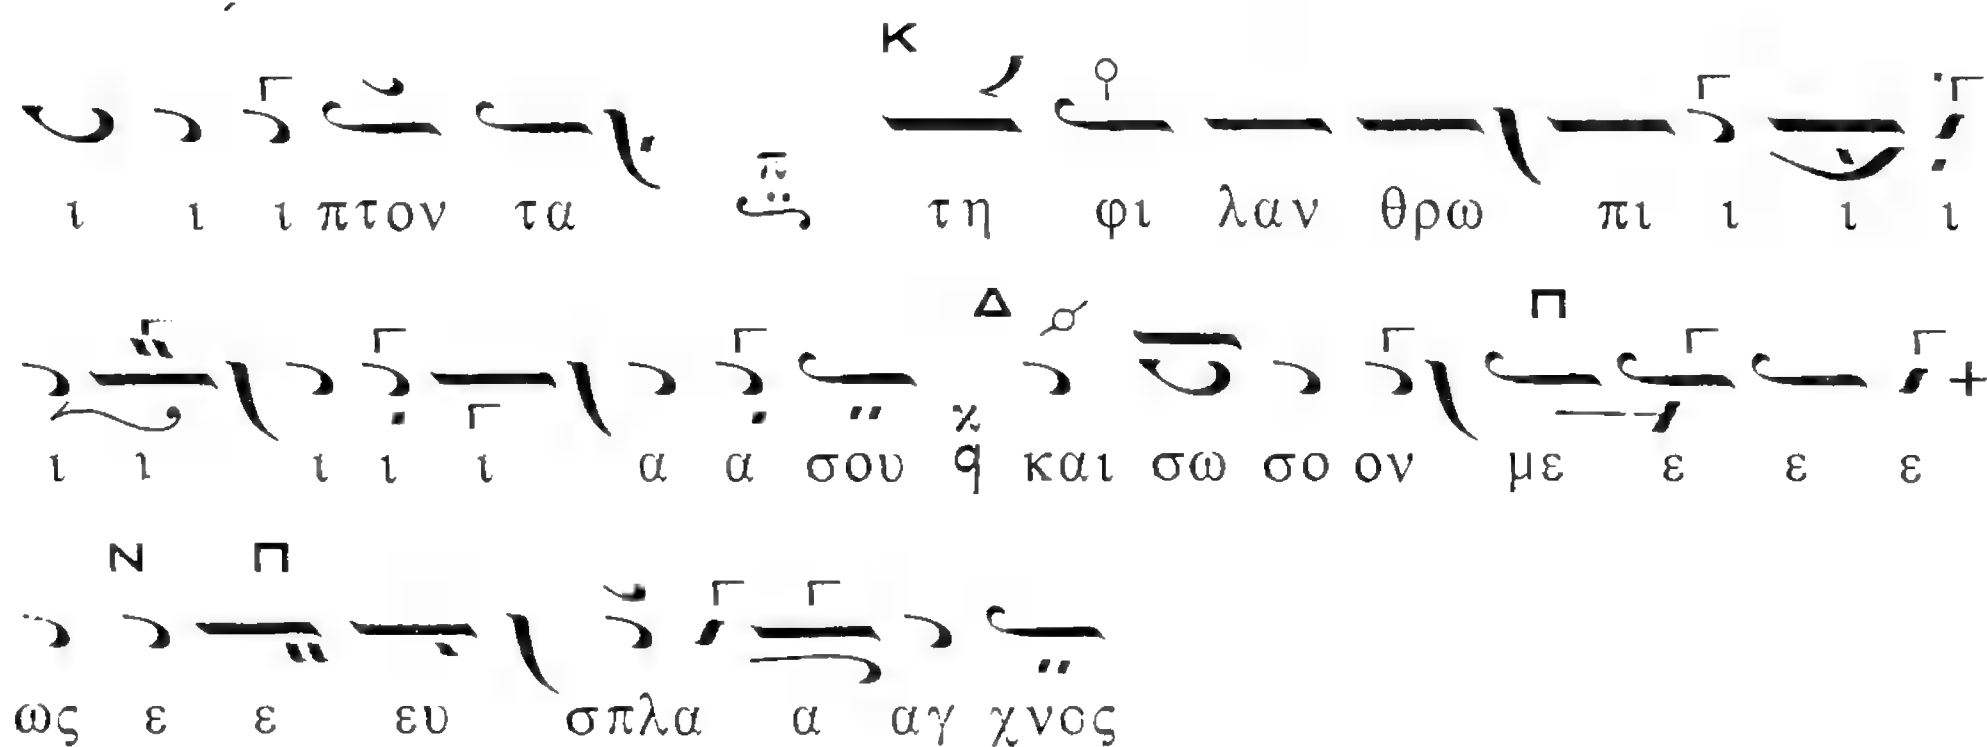 Κ
ι ι ι πτον τα π τη φι λαν θρω πι ι ι ι
Δ Π
ι ι ι ι ι α α σου q και σω σο ον με ε ε ε
Ν Π
ως ε ε ευ σπλα α αγ χνος